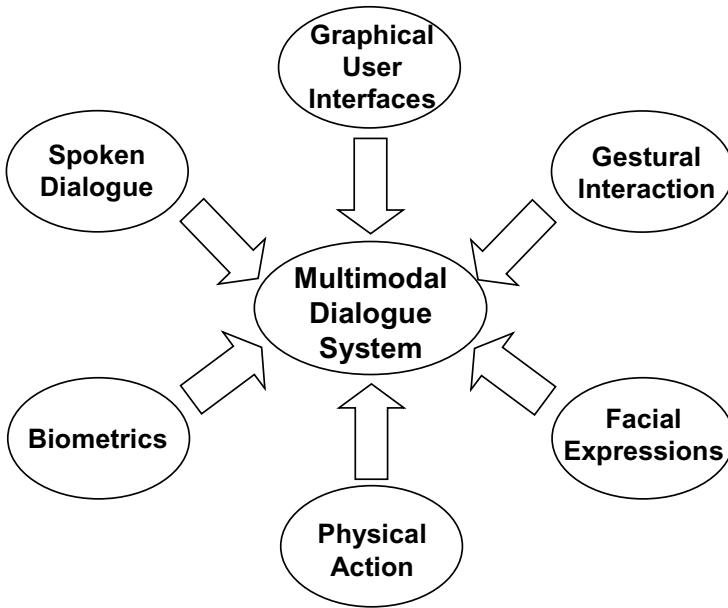 Graphical
User
Interfaces
Spoken
Dialogue
Gestural
Interaction
Multimodal
Dialogue
System
Biometrics
Facial
Expressions
Physical
Action